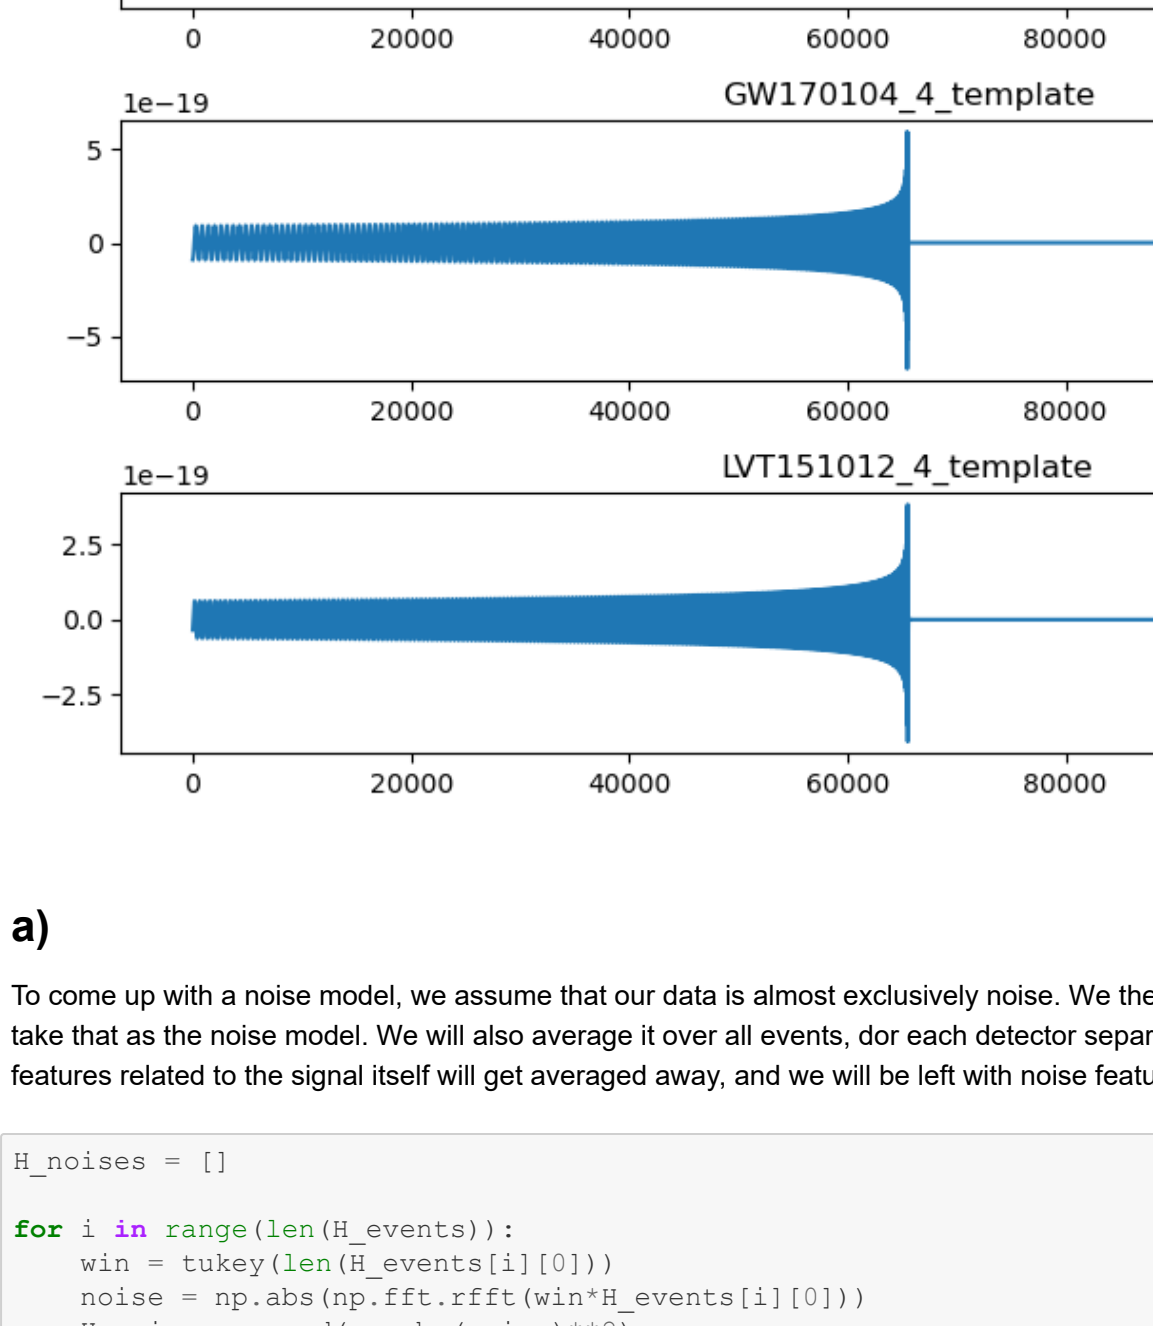 0 20000 40000 60000 80000
1e−19 GW170104_4_template
5
0
−5
0 20000 40000 60000 80000
1e−19 LVT151012_4_template
2.5
0.0
−2.5
0 20000 40000 60000 80000
a)
To come up with a noise model, we assume that our data is almost exclusively noise. We the
take that as the noise model. We will also average it over all events, dor each detector separ
features related to the signal itself will get averaged away, and we will be left with noise featu
H_noises = []
for i in range(len(H_events)):
    win = tukey(len(H_events[i][0]))
    noise = np.abs(np.fft.rfft(win*H_events[i][0]))